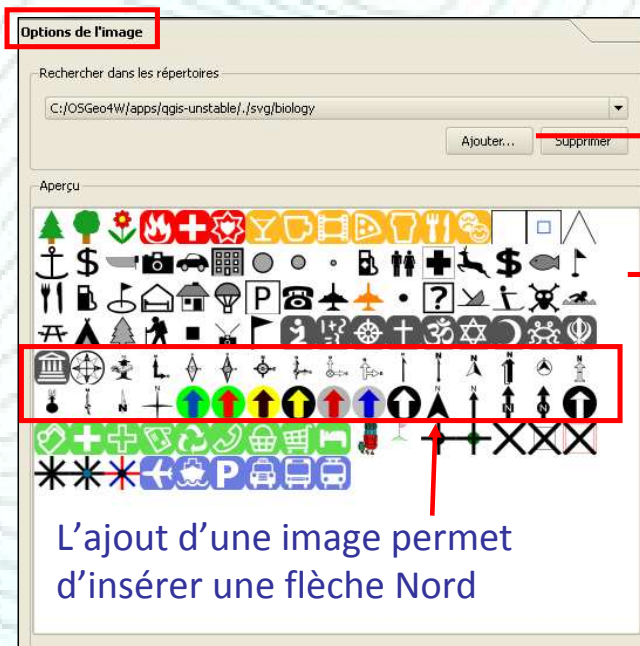 Options de l'image
Rechercher dans les répertoires
C:/OSGeo4W/apps/qgis-unstable/./svg/biology
Ajouter... Supprimer
Aperçu
L'ajout d'une image permet
d'insérer une flèche Nord